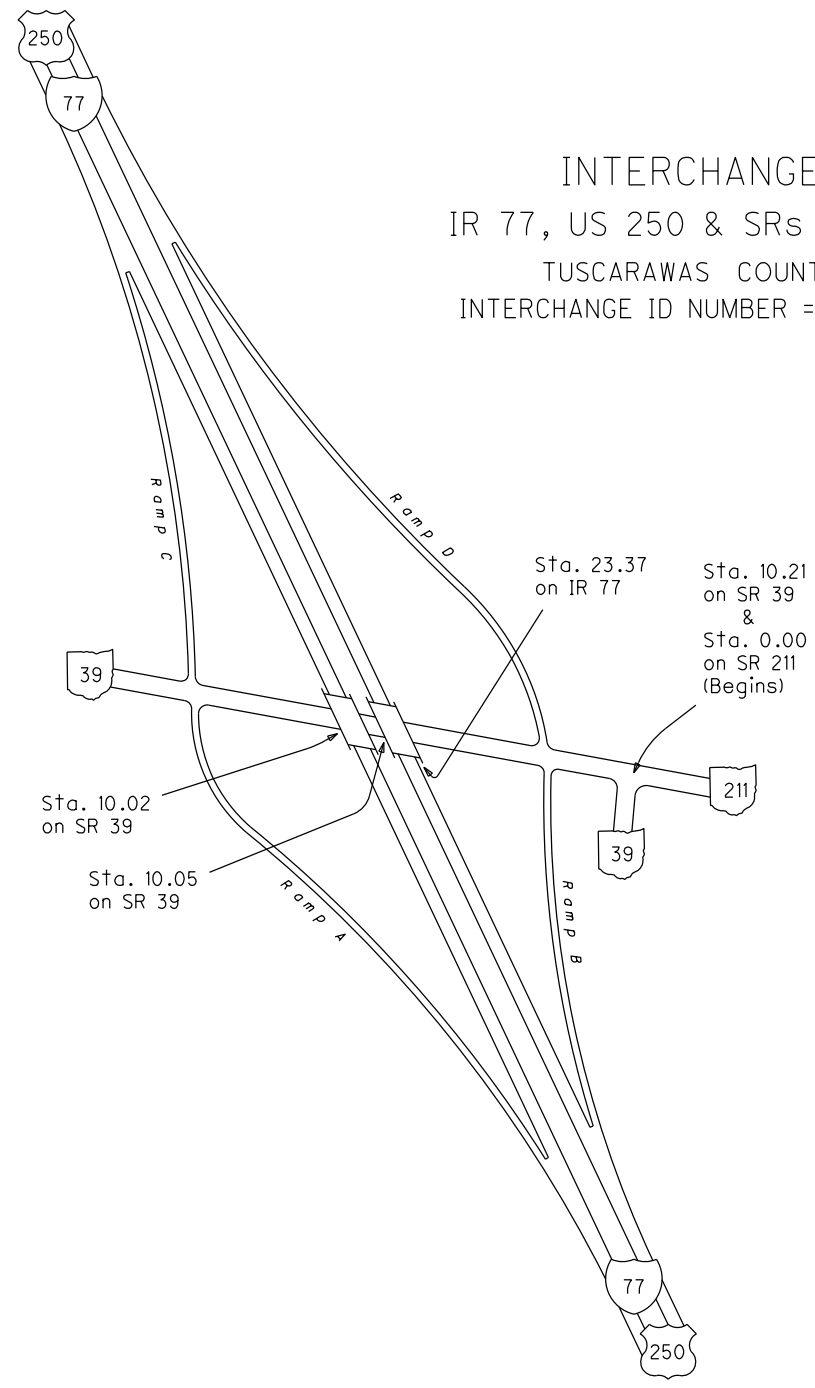 250
77
INTERCHANGE
IR 77, US 250 & SRs
TUSCARAWAS COUNT
INTERCHANGE ID NUMBER =
Ramp C
Ramp D
Sta. 23.37
on IR 77
Sta. 10.21
on SR 39
&
Sta. 0.00
on SR 211
(Begins)
39
211
Sta. 10.02
on SR 39
39
Sta. 10.05
on SR 39
Ramp A
Ramp B
77
250